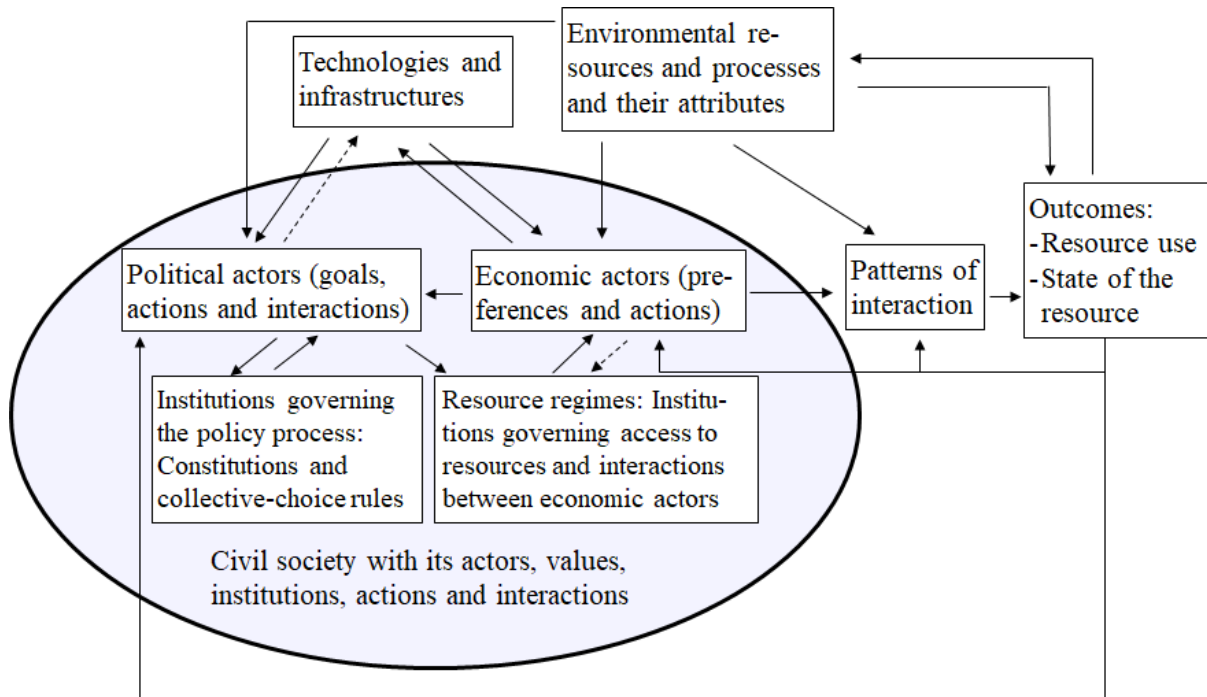 Technologies and
infrastructures
Environmental re-
sources and processes
and their attributes
Political actors (goals,
actions and interactions)
Economic actors (pre-
ferences and actions)
Patterns of
interaction
Outcomes:
-Resource use
-State of the
resource
Institutions governing
the policy process:
Constitutions and
collective-choice rules
Resource regimes: Institu-
tions governing access to
resources and interactions
between economic actors
Civil society with its actors, values,
institutions, actions and interactions